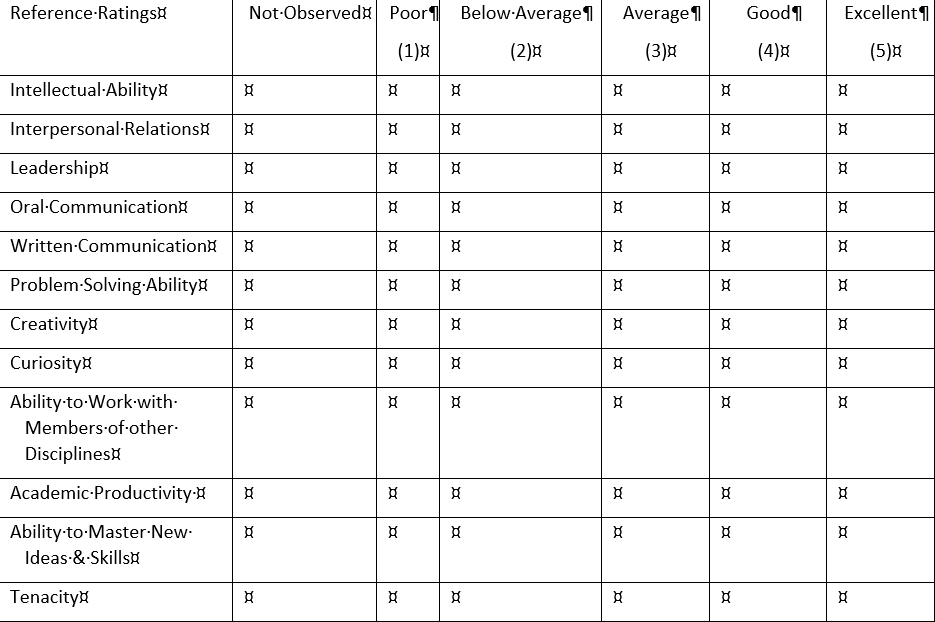 Reference·Ratings¤ Not·Observed¤ Poor¶ Below·Average¶ Average¶ Good¶ Excellent¶
(1)¤ (2)¤ (3)¤ (4)¤ (5)¤
Intellectual·Ability¤ ¤ ¤ ¤ ¤ ¤ ¤
Interpersonal·Relations¤ ¤ ¤ ¤ ¤ ¤ ¤
Leadership¤ ¤ ¤ ¤ ¤ ¤ ¤
Oral·Communication¤ ¤ ¤ ¤ ¤ ¤ ¤
Written·Communication¤ ¤ ¤ ¤ ¤ ¤ ¤
Problem·Solving·Ability¤ ¤ ¤ ¤ ¤ ¤ ¤
Creativity¤ ¤ ¤ ¤ ¤ ¤ ¤
Curiosity¤ ¤ ¤ ¤ ¤ ¤ ¤
Ability·to·Work·with· ¤ ¤ ¤ ¤ ¤ ¤
Members·of·other·
Disciplines¤
Academic·Productivity·¤ ¤ ¤ ¤ ¤ ¤ ¤
Ability·to·Master·New· ¤ ¤ ¤ ¤ ¤ ¤
Ideas·&·Skills¤
Tenacity¤ ¤ ¤ ¤ ¤ ¤ ¤